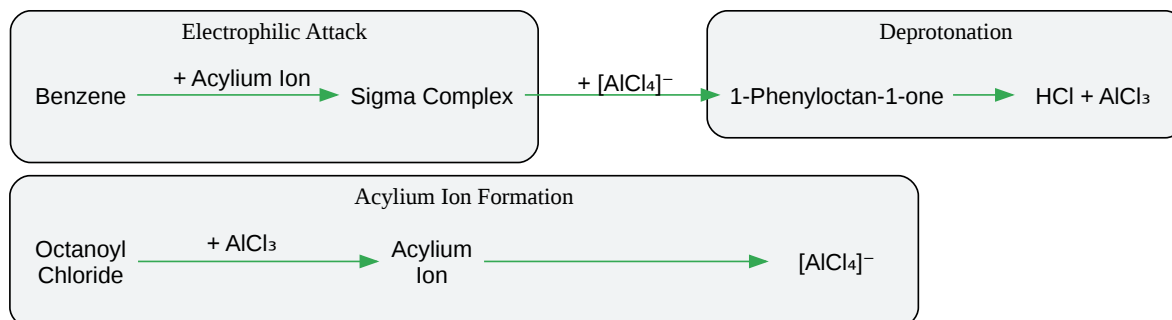 Electrophilic Attack
Benzene
+ Acylium Ion
Sigma Complex
+ [AlCl₄]⁻
Deprotonation
1-Phenyloctan-1-one
HCl + AlCl₃
Acylium Ion Formation
Octanoyl
Chloride
+ AlCl₃
Acylium
Ion
[AlCl₄]⁻